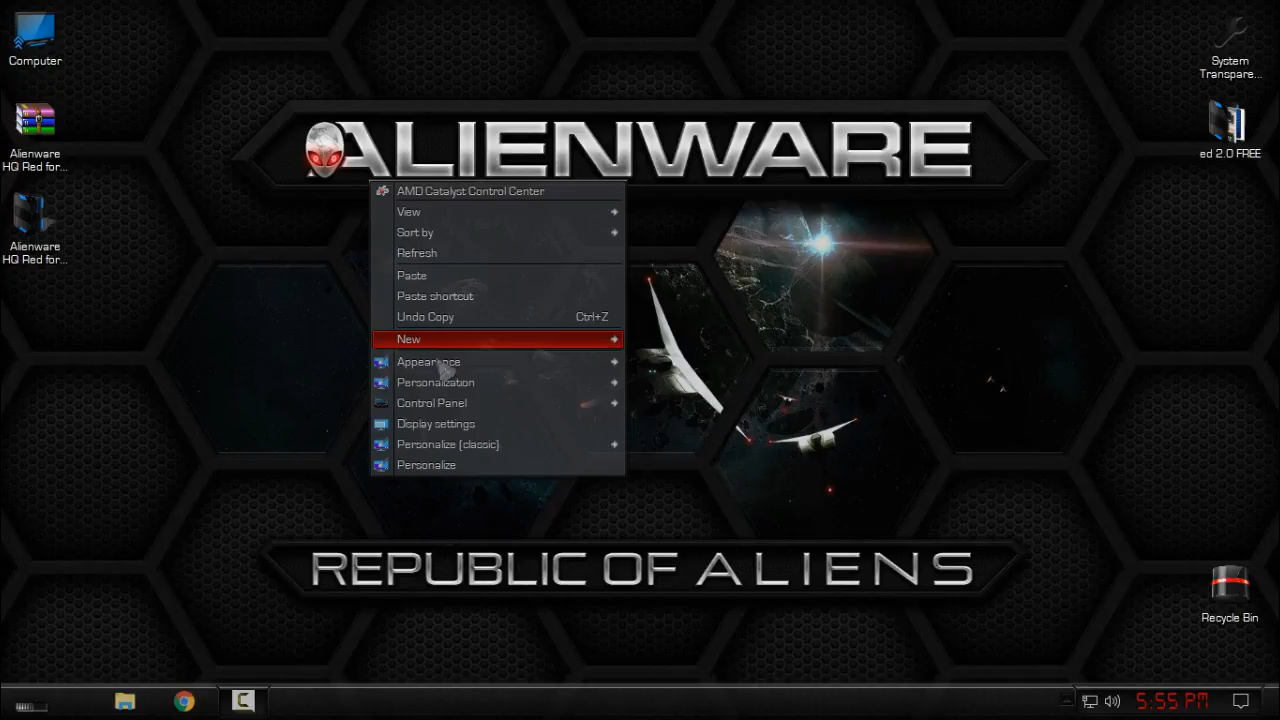 Computer
Alienware
HQ Red for...
Alienware
HQ Red for...
System
Transpare...
ed 2.0 FREE
Recycle Bin
ALIENWARE
AMD Catalyst Control Center
View
Sort by
Refresh
Paste
Paste shortcut
Undo Copy Ctrl+Z
New
Appearance
Personalization
Control Panel
Display settings
Personalize (classic)
Personalize
REPUBLIC OF ALIENS
5:55 PM